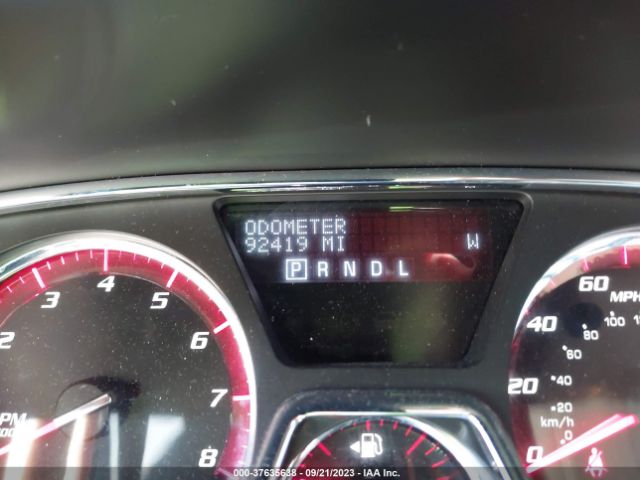 ODOMETER
92419 MI W
P R N D L
2 3 4 5 6 7 8
0 20 40 60 MPH
0 20 40 60 80 100
km/h
000-37635638 - 09/21/2023 - IAA Inc.